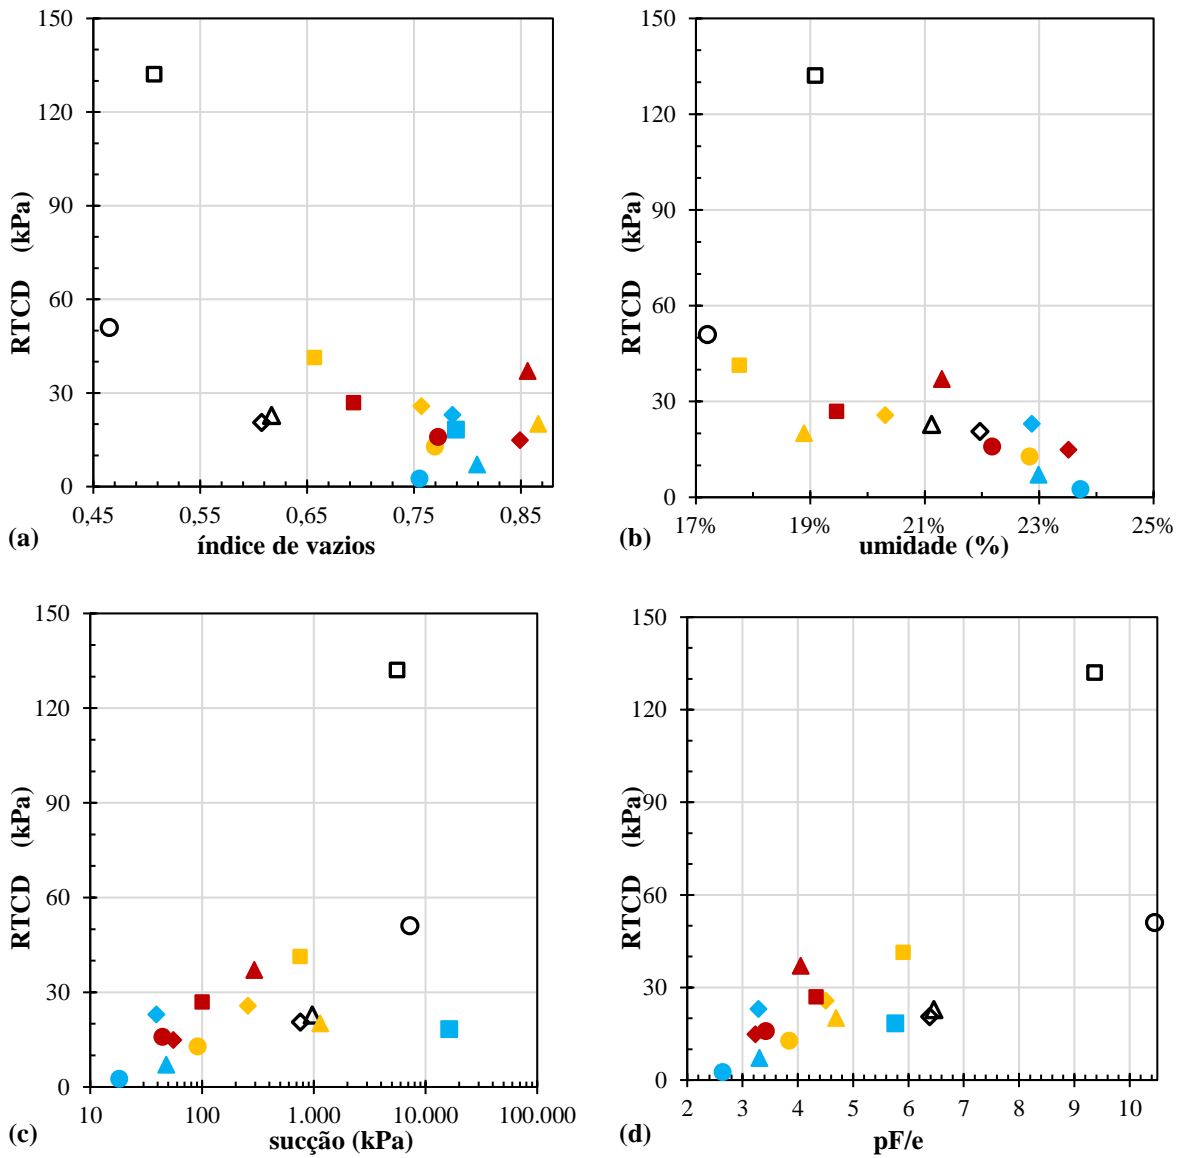 150
120
90
60
30
0
RTCD (kPa)
0,45 0,55 0,65 0,75 0,85
(a) índice de vazios
150
120
90
60
30
0
RTCD (kPa)
17% 19% 21% 23% 25%
(b) umidade (%)
150
120
90
60
30
0
RTCD (kPa)
10 100 1.000 10.000 100.000
(c) sucção (kPa)
150
120
90
60
30
0
RTCD (kPa)
2 3 4 5 6 7 8 9 10
(d) pF/e